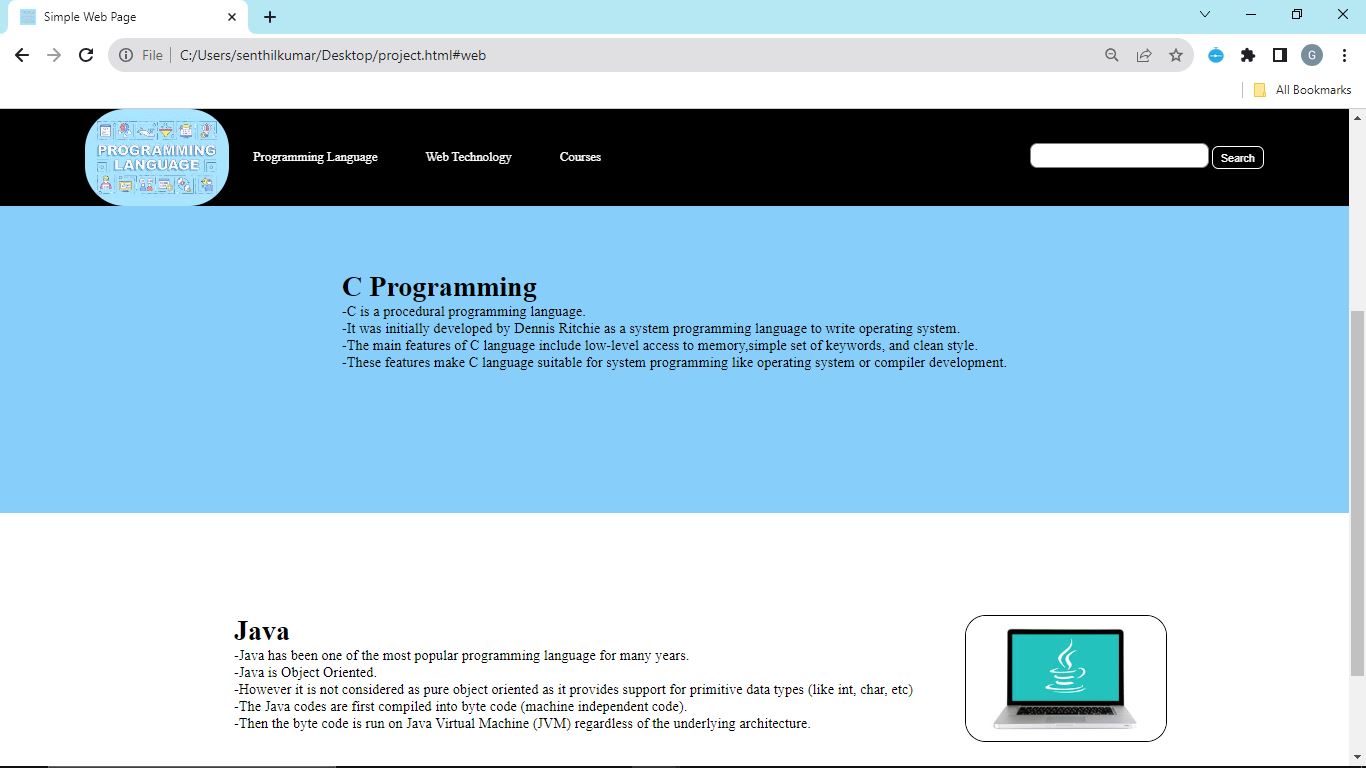 Simple Web Page
File
C:/Users/senthilkumar/Desktop/project.html#web
G
All Bookmarks
PROGRAMMING
LANGUAGE
Programming Language
Web Technology
Courses
Search
C Programming
-C is a procedural programming language.
-It was initially developed by Dennis Ritchie as a system programming language to write operating system.
-The main features of C language include low-level access to memory,simple set of keywords, and clean style.
-These features make C language suitable for system programming like operating system or compiler development.
Java
-Java has been one of the most popular programming language for many years.
-Java is Object Oriented.
-However it is not considered as pure object oriented as it provides support for primitive data types (like int, char, etc)
-The Java codes are first compiled into byte code (machine independent code).
-Then the byte code is run on Java Virtual Machine (JVM) regardless of the underlying architecture.